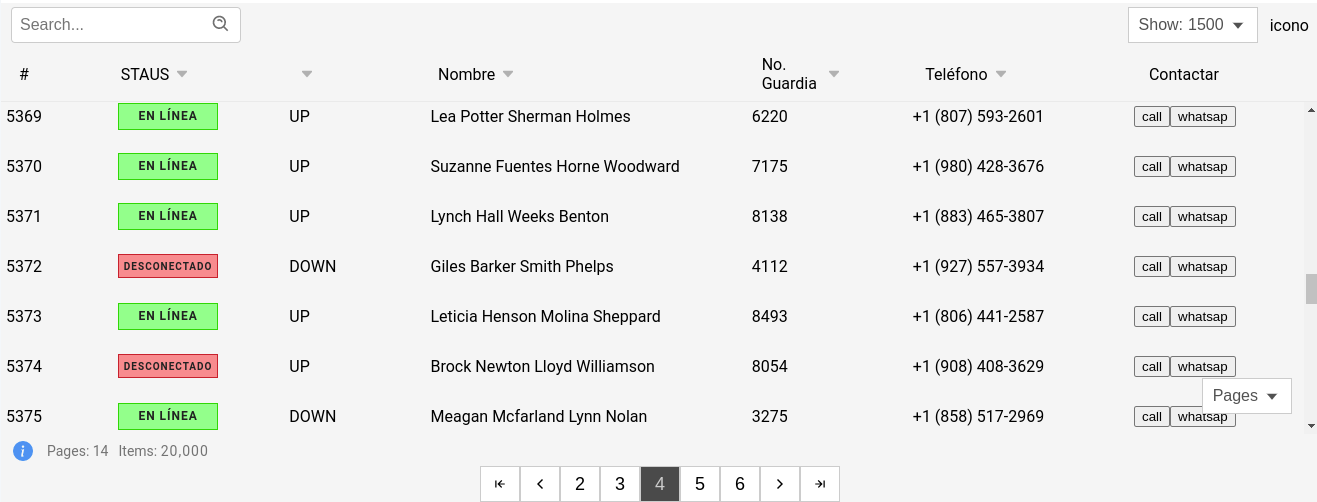 Search... Show: 1500 icono
# STAUS Nombre No. Guardia Teléfono Contactar
5369 EN LÍNEA UP Lea Potter Sherman Holmes 6220 +1 (807) 593-2601 call whatsap
5370 EN LÍNEA UP Suzanne Fuentes Horne Woodward 7175 +1 (980) 428-3676 call whatsap
5371 EN LÍNEA UP Lynch Hall Weeks Benton 8138 +1 (883) 465-3807 call whatsap
5372 DESCONECTADO DOWN Giles Barker Smith Phelps 4112 +1 (927) 557-3934 call whatsap
5373 EN LÍNEA UP Leticia Henson Molina Sheppard 8493 +1 (806) 441-2587 call whatsap
5374 DESCONECTADO UP Brock Newton Lloyd Williamson 8054 +1 (908) 408-3629 call whatsap
Pages
5375 EN LÍNEA DOWN Meagan Mcfarland Lynn Nolan 3275 +1 (858) 517-2969 call whatsap
i Pages: 14 Items: 20,000
2 3 4 5 6